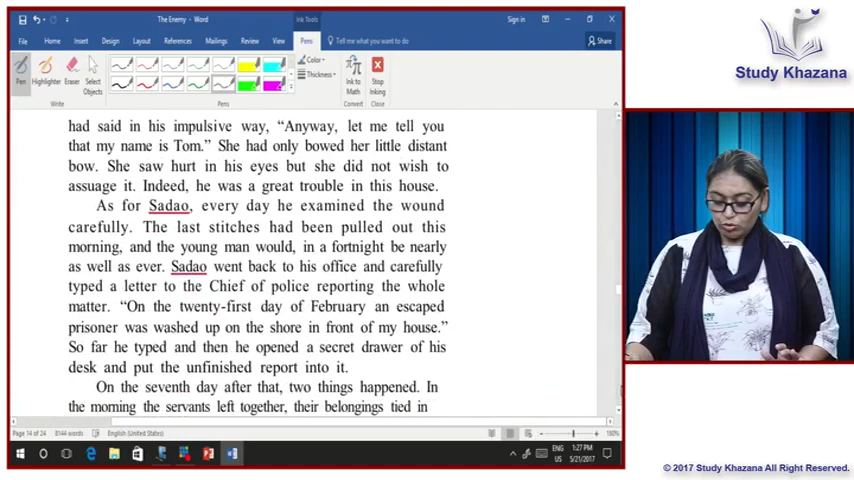 The Enemy - Word
Ink Tools
Sign in
File
Home
Insert
Design
Layout
References
Mailings
Review
View
Pens
Tell me what you want to do
Share
Pen
Highlighter
Eraser
Select
Objects
Color
Thickness
Ink to
Math
Stop
Inking
Write
Pens
Convert
Study Khazana
had said in his impulsive way, “Anyway, let me tell you
that my name is Tom.” She had only bowed her little distant
bow. She saw hurt in his eyes but she did not wish to
assuage it. Indeed, he was a great trouble in this house.
As for Sadao, every day he examined the wound
carefully. The last stitches had been pulled out this
morning, and the young man would, in a fortnight be nearly
as well as ever. Sadao went back to his office and carefully
typed a letter to the Chief of police reporting the whole
matter. “On the twenty-first day of February an escaped
prisoner was washed up on the shore in front of my house.”
So far he typed and then he opened a secret drawer of his
desk and put the unfinished report into it.
On the seventh day after that, two things happened. In
the morning the servants left together, their belongings tied in
Page 14 of 24
8144 words
English (United States)
100%
ENG
US
1:27 PM
5/21/2017
© 2017 Study Khazana All Right Reserved.